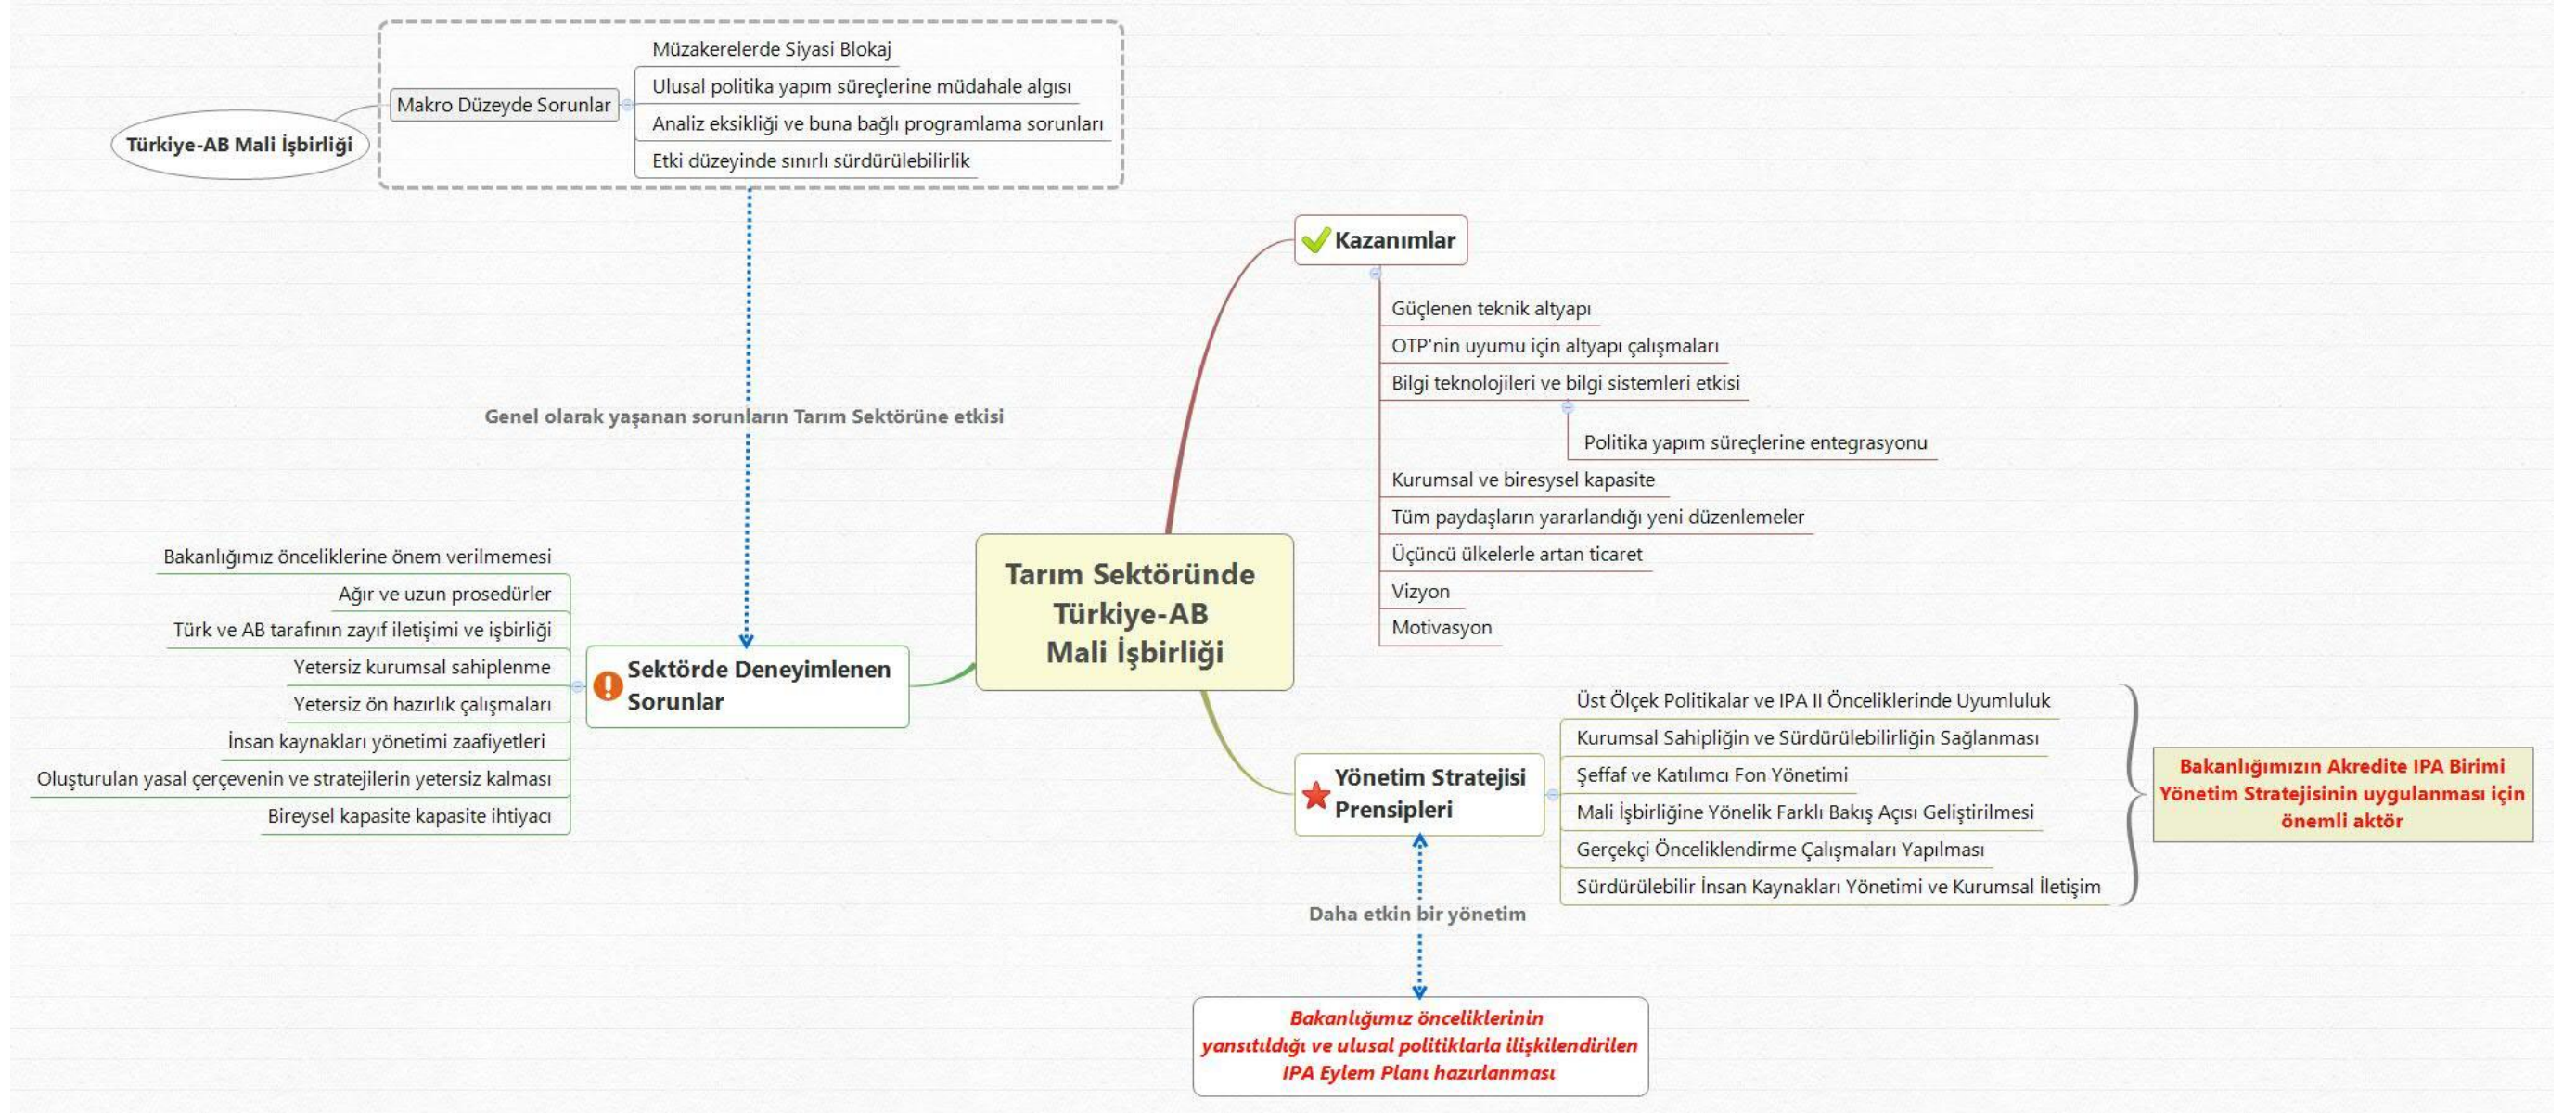 Müzakerelerde Siyasi Blokaj
Ulusal politika yapım süreçlerine müdahale algısı
Makro Düzeyde Sorunlar
Analiz eksikliği ve buna bağlı programlama sorunları
Türkiye-AB Mali İşbirliği
Etki düzeyinde sınırlı sürdürülebilirlik
Genel olarak yaşanan sorunların Tarım Sektörüne etkisi
Kazanımlar
Güçlenen teknik altyapı
OTP'nin uyumu için altyapı çalışmaları
Bilgi teknolojileri ve bilgi sistemleri etkisi
Politika yapım süreçlerine entegrasyonu
Kurumsal ve biresysel kapasite
Tüm paydaşların yararlandığı yeni düzenlemeler
Üçüncü ülkelerle artan ticaret
Vizyon
Motivasyon
Tarım Sektöründe
Türkiye-AB
Mali İşbirliği
Bakanlığımız önceliklerine önem verilmemesi
Ağır ve uzun prosedürler
Türk ve AB tarafının zayıf iletişimi ve işbirliği
Yetersiz kurumsal sahiplenme
Yetersiz ön hazırlık çalışmaları
İnsan kaynakları yönetimi zaafiyetleri
Oluşturulan yasal çerçevenin ve stratejilerin yetersiz kalması
Bireysel kapasite kapasite ihtiyacı
Sektörde Deneyimlenen
Sorunlar
Yönetim Stratejisi
Prensipleri
Üst Ölçek Politikalar ve IPA II Önceliklerinde Uyumluluk
Kurumsal Sahipliğin ve Sürdürülebilirliğin Sağlanması
Şeffaf ve Katılımcı Fon Yönetimi
Mali İşbirliğine Yönelik Farklı Bakış Açısı Geliştirilmesi
Gerçekçi Önceliklendirme Çalışmaları Yapılması
Sürdürülebilir İnsan Kaynakları Yönetimi ve Kurumsal İletişim
Bakanlığımızın Akredite IPA Birimi
Yönetim Stratejisinin uygulanması için
önemli aktör
Daha etkin bir yönetim
Bakanlığımız önceliklerinin
yansıtıldığı ve ulusal politiklarla ilişkilendirilen
IPA Eylem Planı hazırlanması